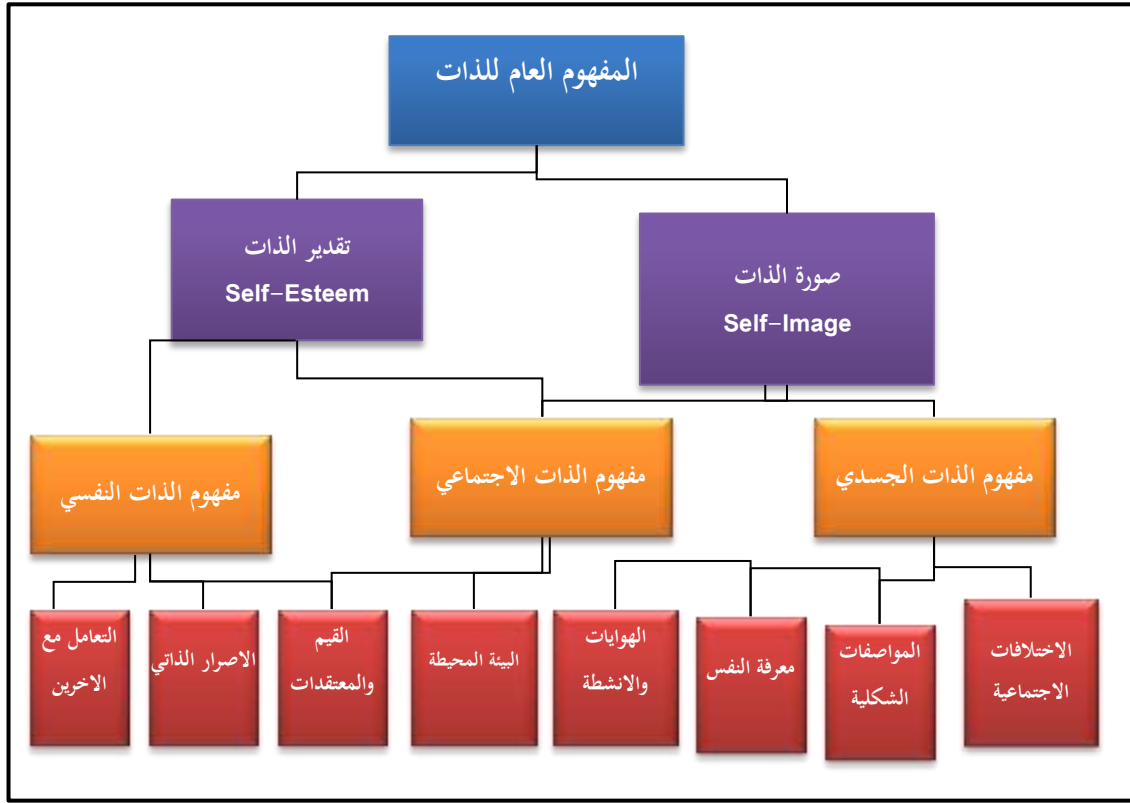 المفهوم العام للذات
صورة الذات
Self-Image
تقدير الذات
Self-Esteem
مفهوم الذات الجسدي
مفهوم الذات الاجتماعي
مفهوم الذات النفسي
الاختلافات
الاجتماعية
المواصفات
الشكلية
معرفة النفس
الهوايات
والانشطة
البيئة المحيطة
القيم
والمعتقدات
الاصرار الذاتي
التعامل مع
الاخرين